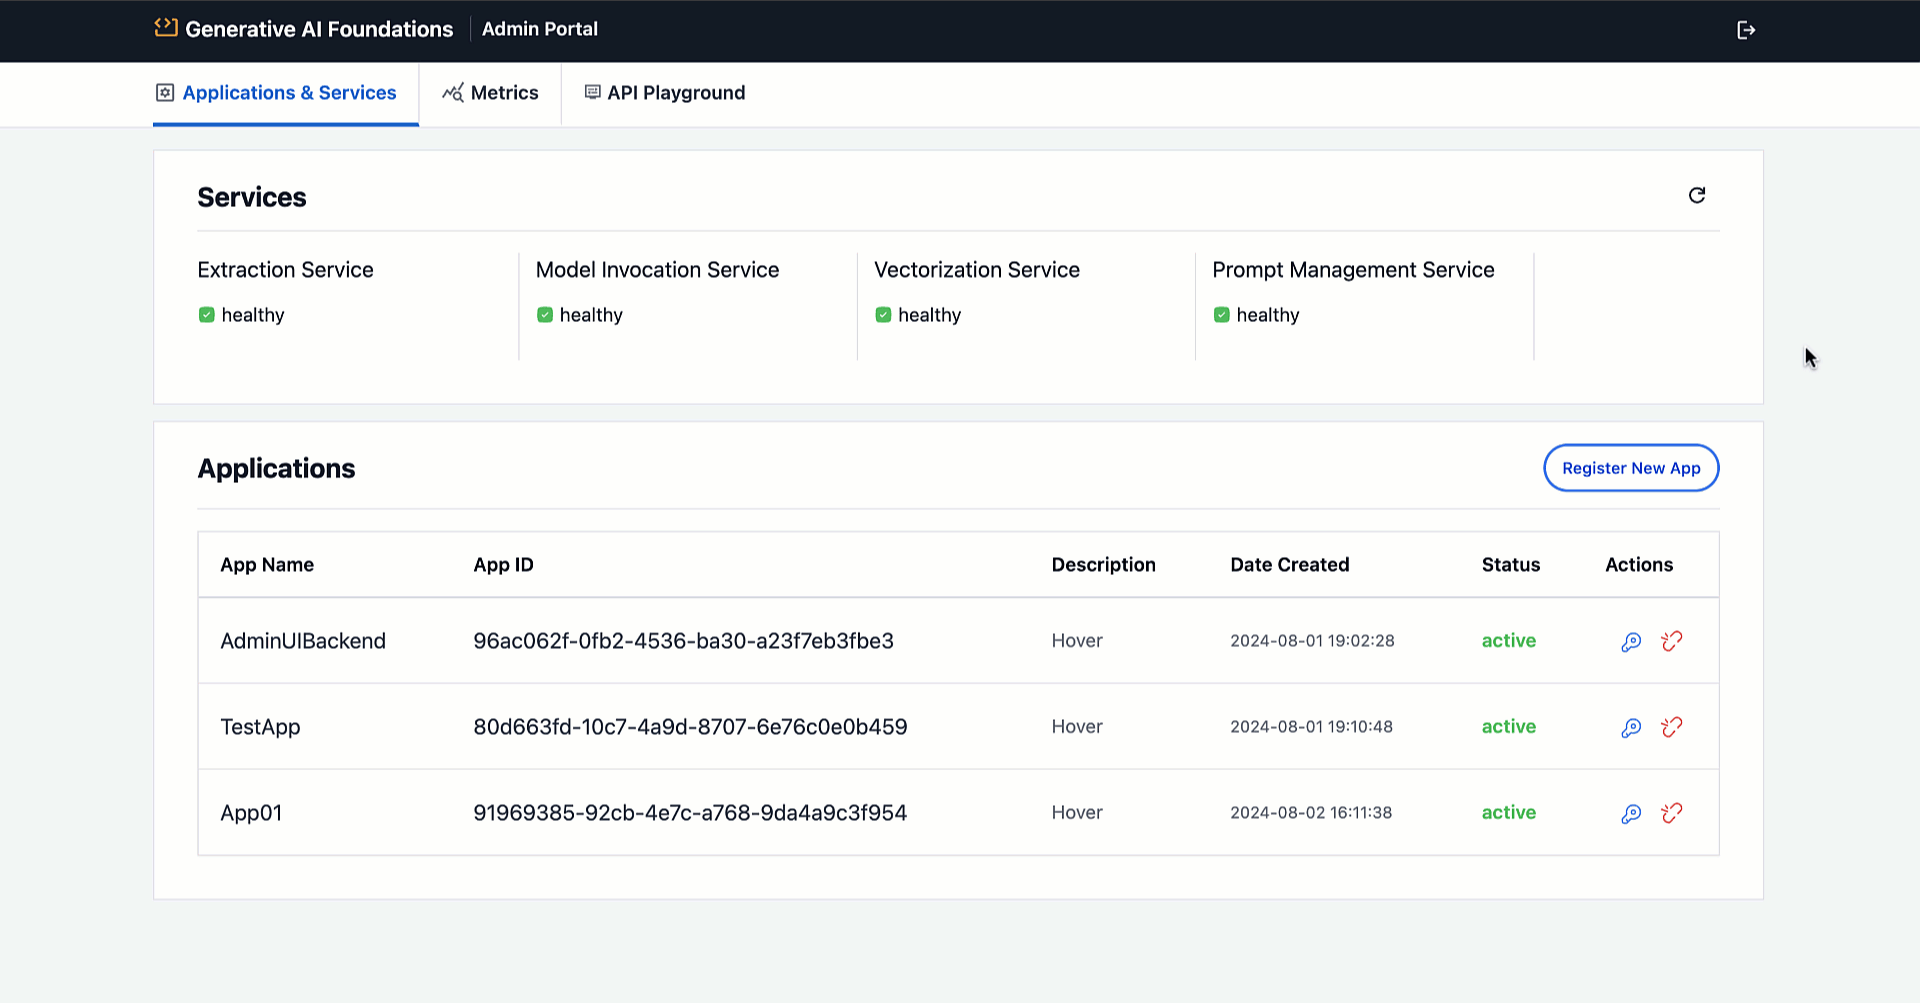 Generative AI Foundations Admin Portal
Applications & Services Metrics API Playground
Services
Extraction Service Model Invocation Service Vectorization Service Prompt Management Service
healthy healthy healthy healthy
Applications Register New App
App Name App ID Description Date Created Status Actions
AdminUIBackend 96ac062f-0fb2-4536-ba30-a23f7eb3fbe3 Hover 2024-08-01 19:02:28 active
TestApp 80d663fd-10c7-4a9d-8707-6e76c0e0b459 Hover 2024-08-01 19:10:48 active
App01 91969385-92cb-4e7c-a768-9da4a9c3f954 Hover 2024-08-02 16:11:38 active